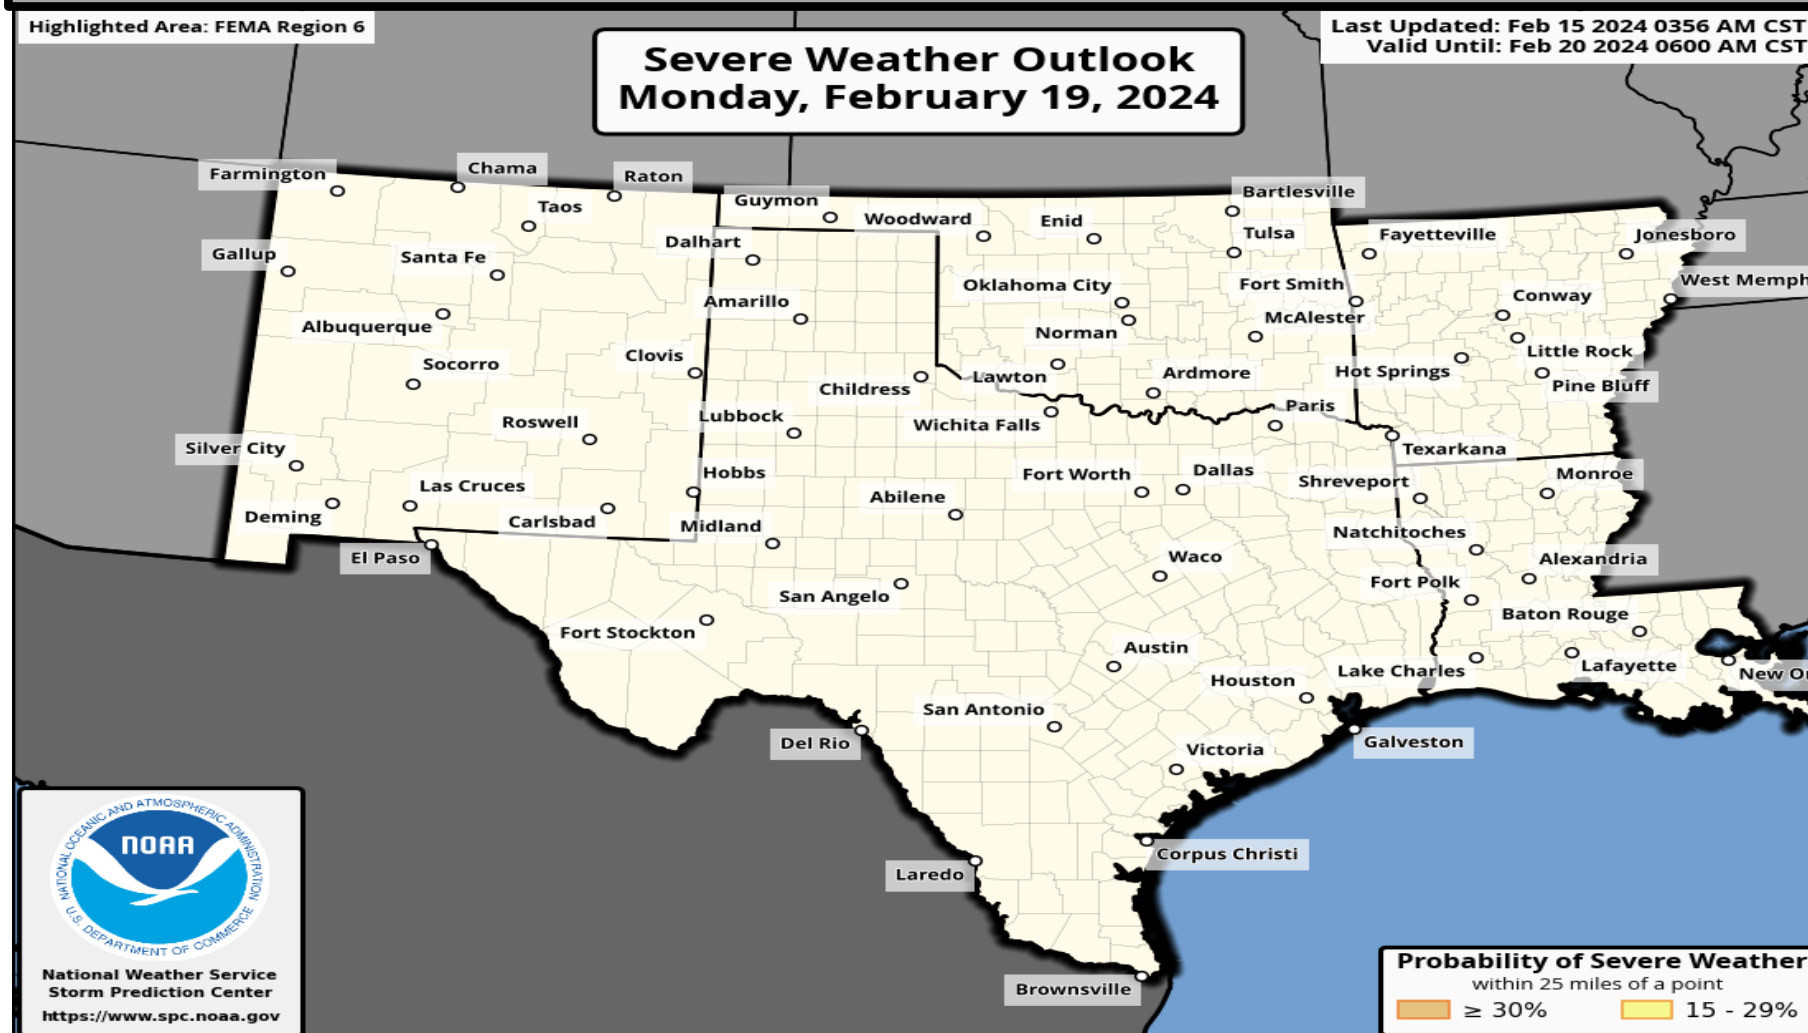 Highlighted Area: FEMA Region 6
Severe Weather Outlook
Monday, February 19, 2024
Last Updated: Feb 15 2024 0356 AM CST
Valid Until: Feb 20 2024 0600 AM CST
Farmington
Chama
Raton
Taos
Guymon
Woodward
Enid
Bartlesville
Tulsa
Fayetteville
Jonesboro
Gallup
Santa Fe
Dalhart
Oklahoma City
Fort Smith
Conway
West Memph
Albuquerque
Amarillo
Norman
McAlester
Little Rock
Socorro
Clovis
Childress
Lawton
Ardmore
Hot Springs
Pine Bluff
Roswell
Lubbock
Wichita Falls
Paris
Texarkana
Silver City
Las Cruces
Hobbs
Abilene
Fort Worth
Dallas
Shreveport
Monroe
Deming
Carlsbad
Midland
Natchitoches
El Paso
San Angelo
Waco
Fort Polk
Alexandria
Fort Stockton
Austin
Baton Rouge
Houston
Lake Charles
Lafayette
New Or
San Antonio
Del Rio
Victoria
Galveston
Laredo
Corpus Christi
Brownsville
NATIONAL OCEANIC AND ATMOSPHERIC ADMINISTRATION
NOAA
U.S. DEPARTMENT OF COMMERCE
National Weather Service
Storm Prediction Center
https://www.spc.noaa.gov
Probability of Severe Weather
within 25 miles of a point
≥ 30%
15 - 29%